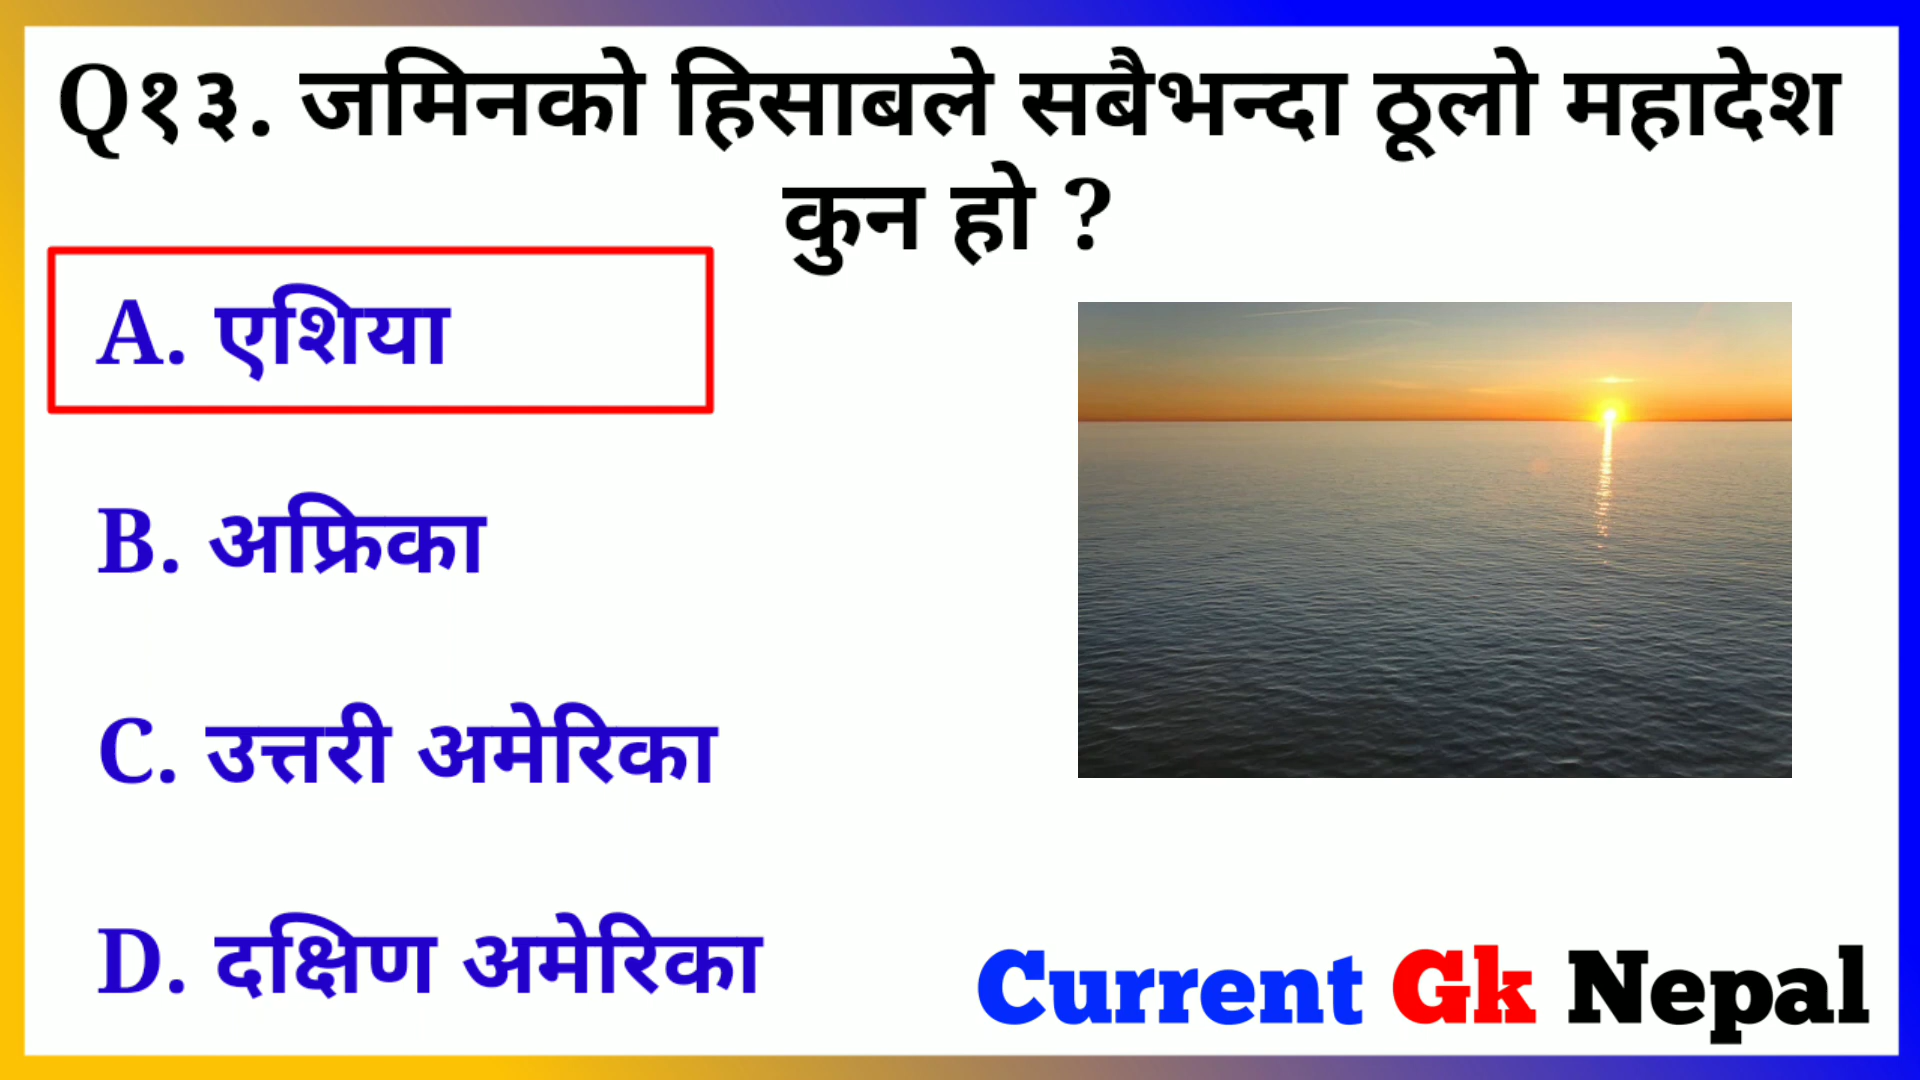 Q१३. जमिनको हिसाबले सबैभन्दा ठूलो महादेश
कुन हो ?
A. एशिया
B. अफ्रिका
C. उत्तरी अमेरिका
D. दक्षिण अमेरिका
Current Gk Nepal